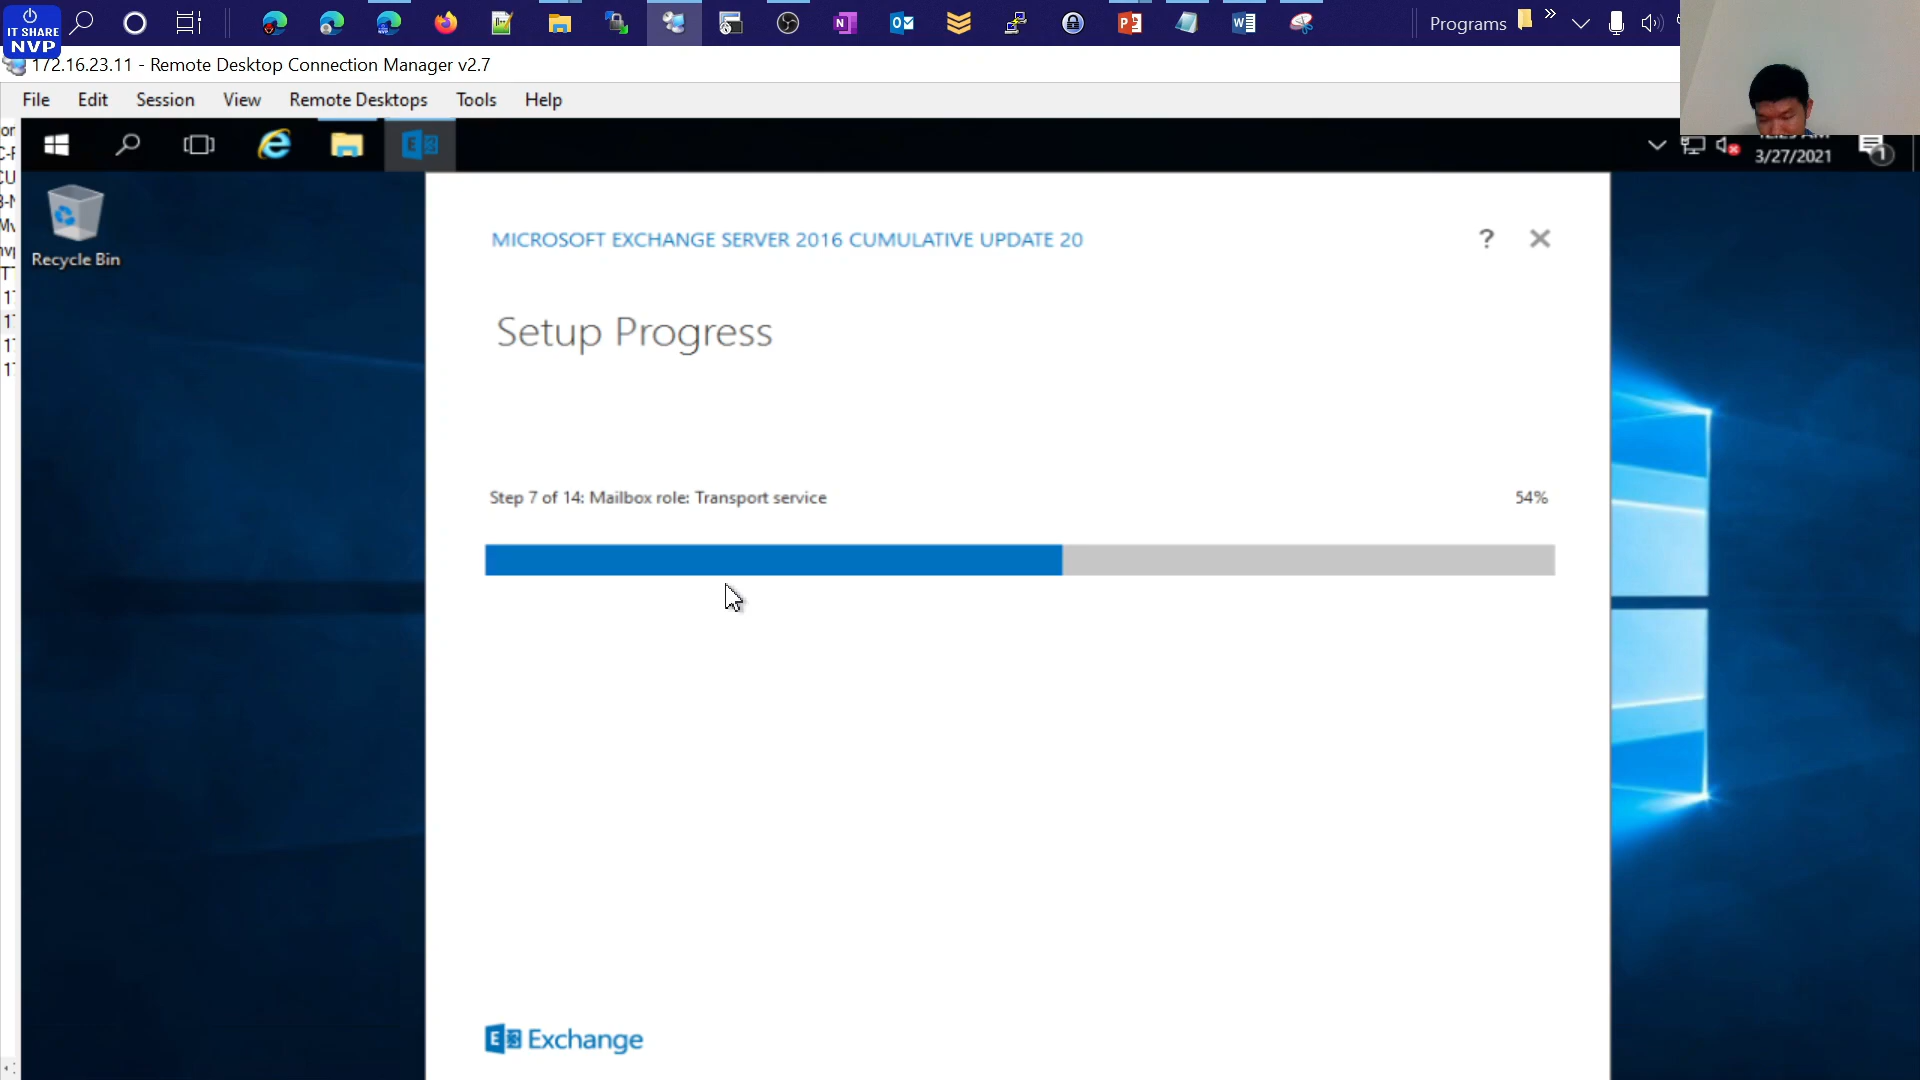 IT SHARE
NVP
Programs
172.16.23.11 - Remote Desktop Connection Manager v2.7
File Edit Session View Remote Desktops Tools Help
3/27/2021
1
Recycle Bin
MICROSOFT EXCHANGE SERVER 2016 CUMULATIVE UPDATE 20
? ×
Setup Progress
Step 7 of 14: Mailbox role: Transport service 54%
Exchange